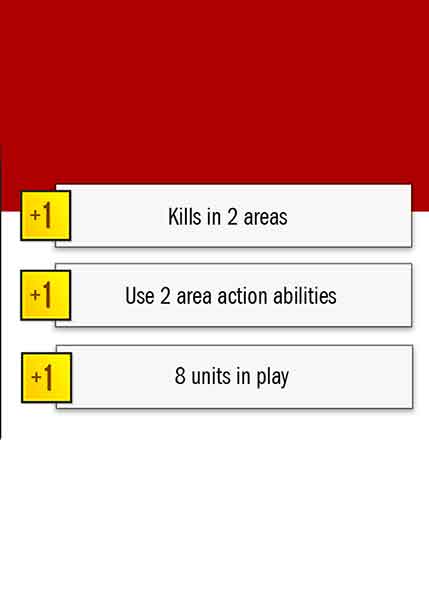 +1 Kills in 2 areas
+1 Use 2 area action abilities
+1 8 units in play